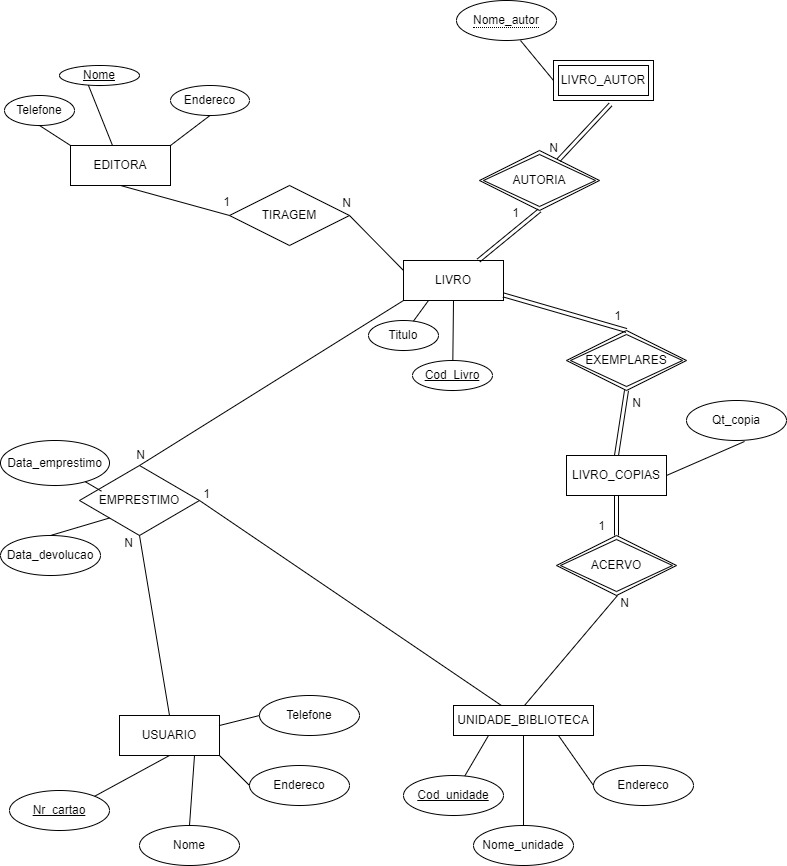 Nome_autor
LIVRO_AUTOR
Nome
Telefone
Endereco
EDITORA
N
AUTORIA
1
1
TIRAGEM
N
LIVRO
Titulo
Cod_Livro
1
EXEMPLARES
N
Qt_copia
LIVRO_COPIAS
N
Data_emprestimo
EMPRESTIMO
1
N
Data_devolucao
1
ACERVO
N
USUARIO
Telefone
Endereco
Nr_cartao
Nome
UNIDADE_BIBLIOTECA
Cod_unidade
Endereco
Nome_unidade